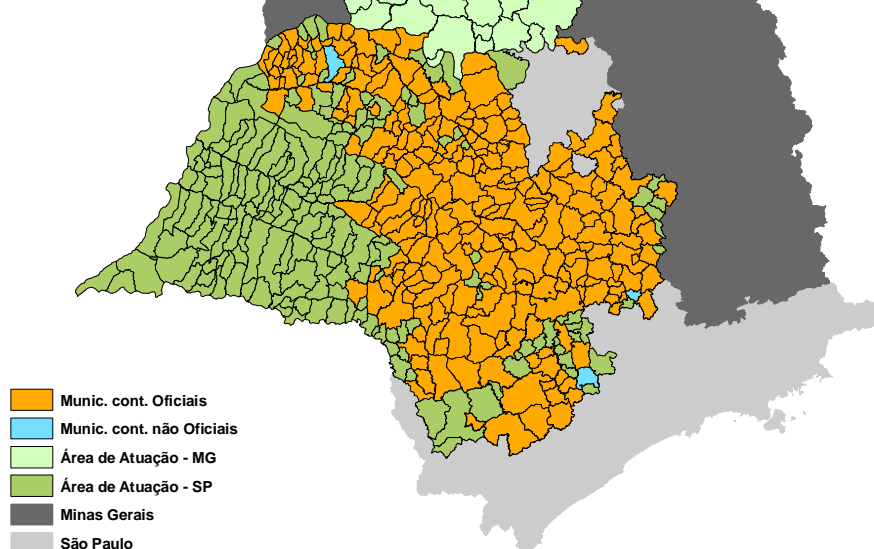 Munic. cont. Oficiais
Munic. cont. não Oficiais
Área de Atuação - MG
Área de Atuação - SP
Minas Gerais
São Paulo